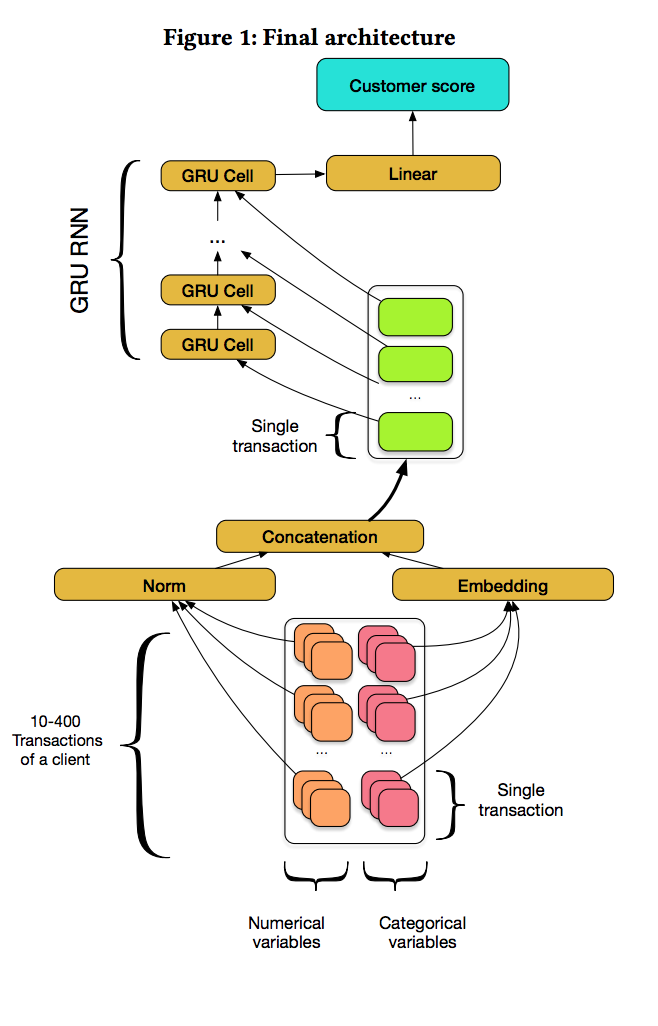 Figure 1: Final architecture
Customer score
GRU Cell
Linear
GRU RNN
...
GRU Cell
GRU Cell
...
Single
transaction
Concatenation
Norm
Embedding
10-400
Transactions
of a client
... ...
Single
transaction
Numerical
variables
Categorical
variables